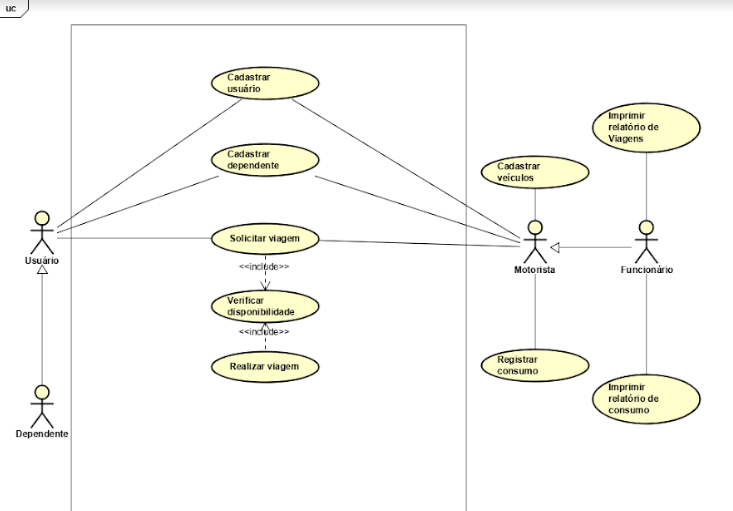 uc
Cadastrar
usuário
Cadastrar
dependente
Solicitar viagem
<<include>>
Verificar
disponibilidade
<<include>>
Realizar viagem
Usuário
Dependente
Cadastrar
veículos
Imprimir
relatório de
Viagens
Motorista
Funcionário
Registrar
consumo
Imprimir
relatório de
consumo